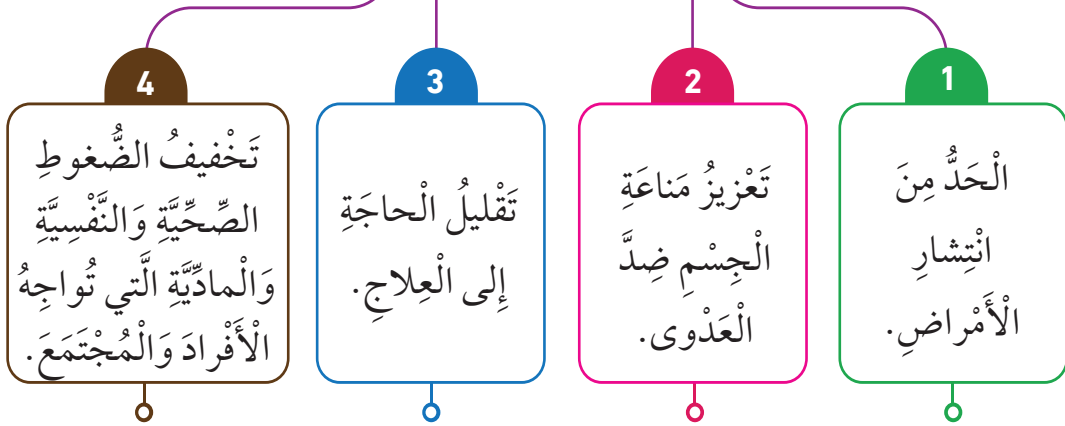 1
الْحَدُّ مِنَ
انْتِشارِ
الْأَمْراضِ.
2
تَعْزيزُ مَناعَةِ
الْجِسْمِ ضِدَّ
الْعَدْوى.
3
تَقْليلُ الْحاجَةِ
إِلى الْعِلاجِ.
4
تَخْفيفُ الضُّغوطِ
الصِّحِّيَّةِ وَالنَّفْسِيَّةِ
وَالْمادِّيَّةِ الَّتي تُواجِهُ
الْأَفْرادَ وَالْمُجْتَمَعَ.